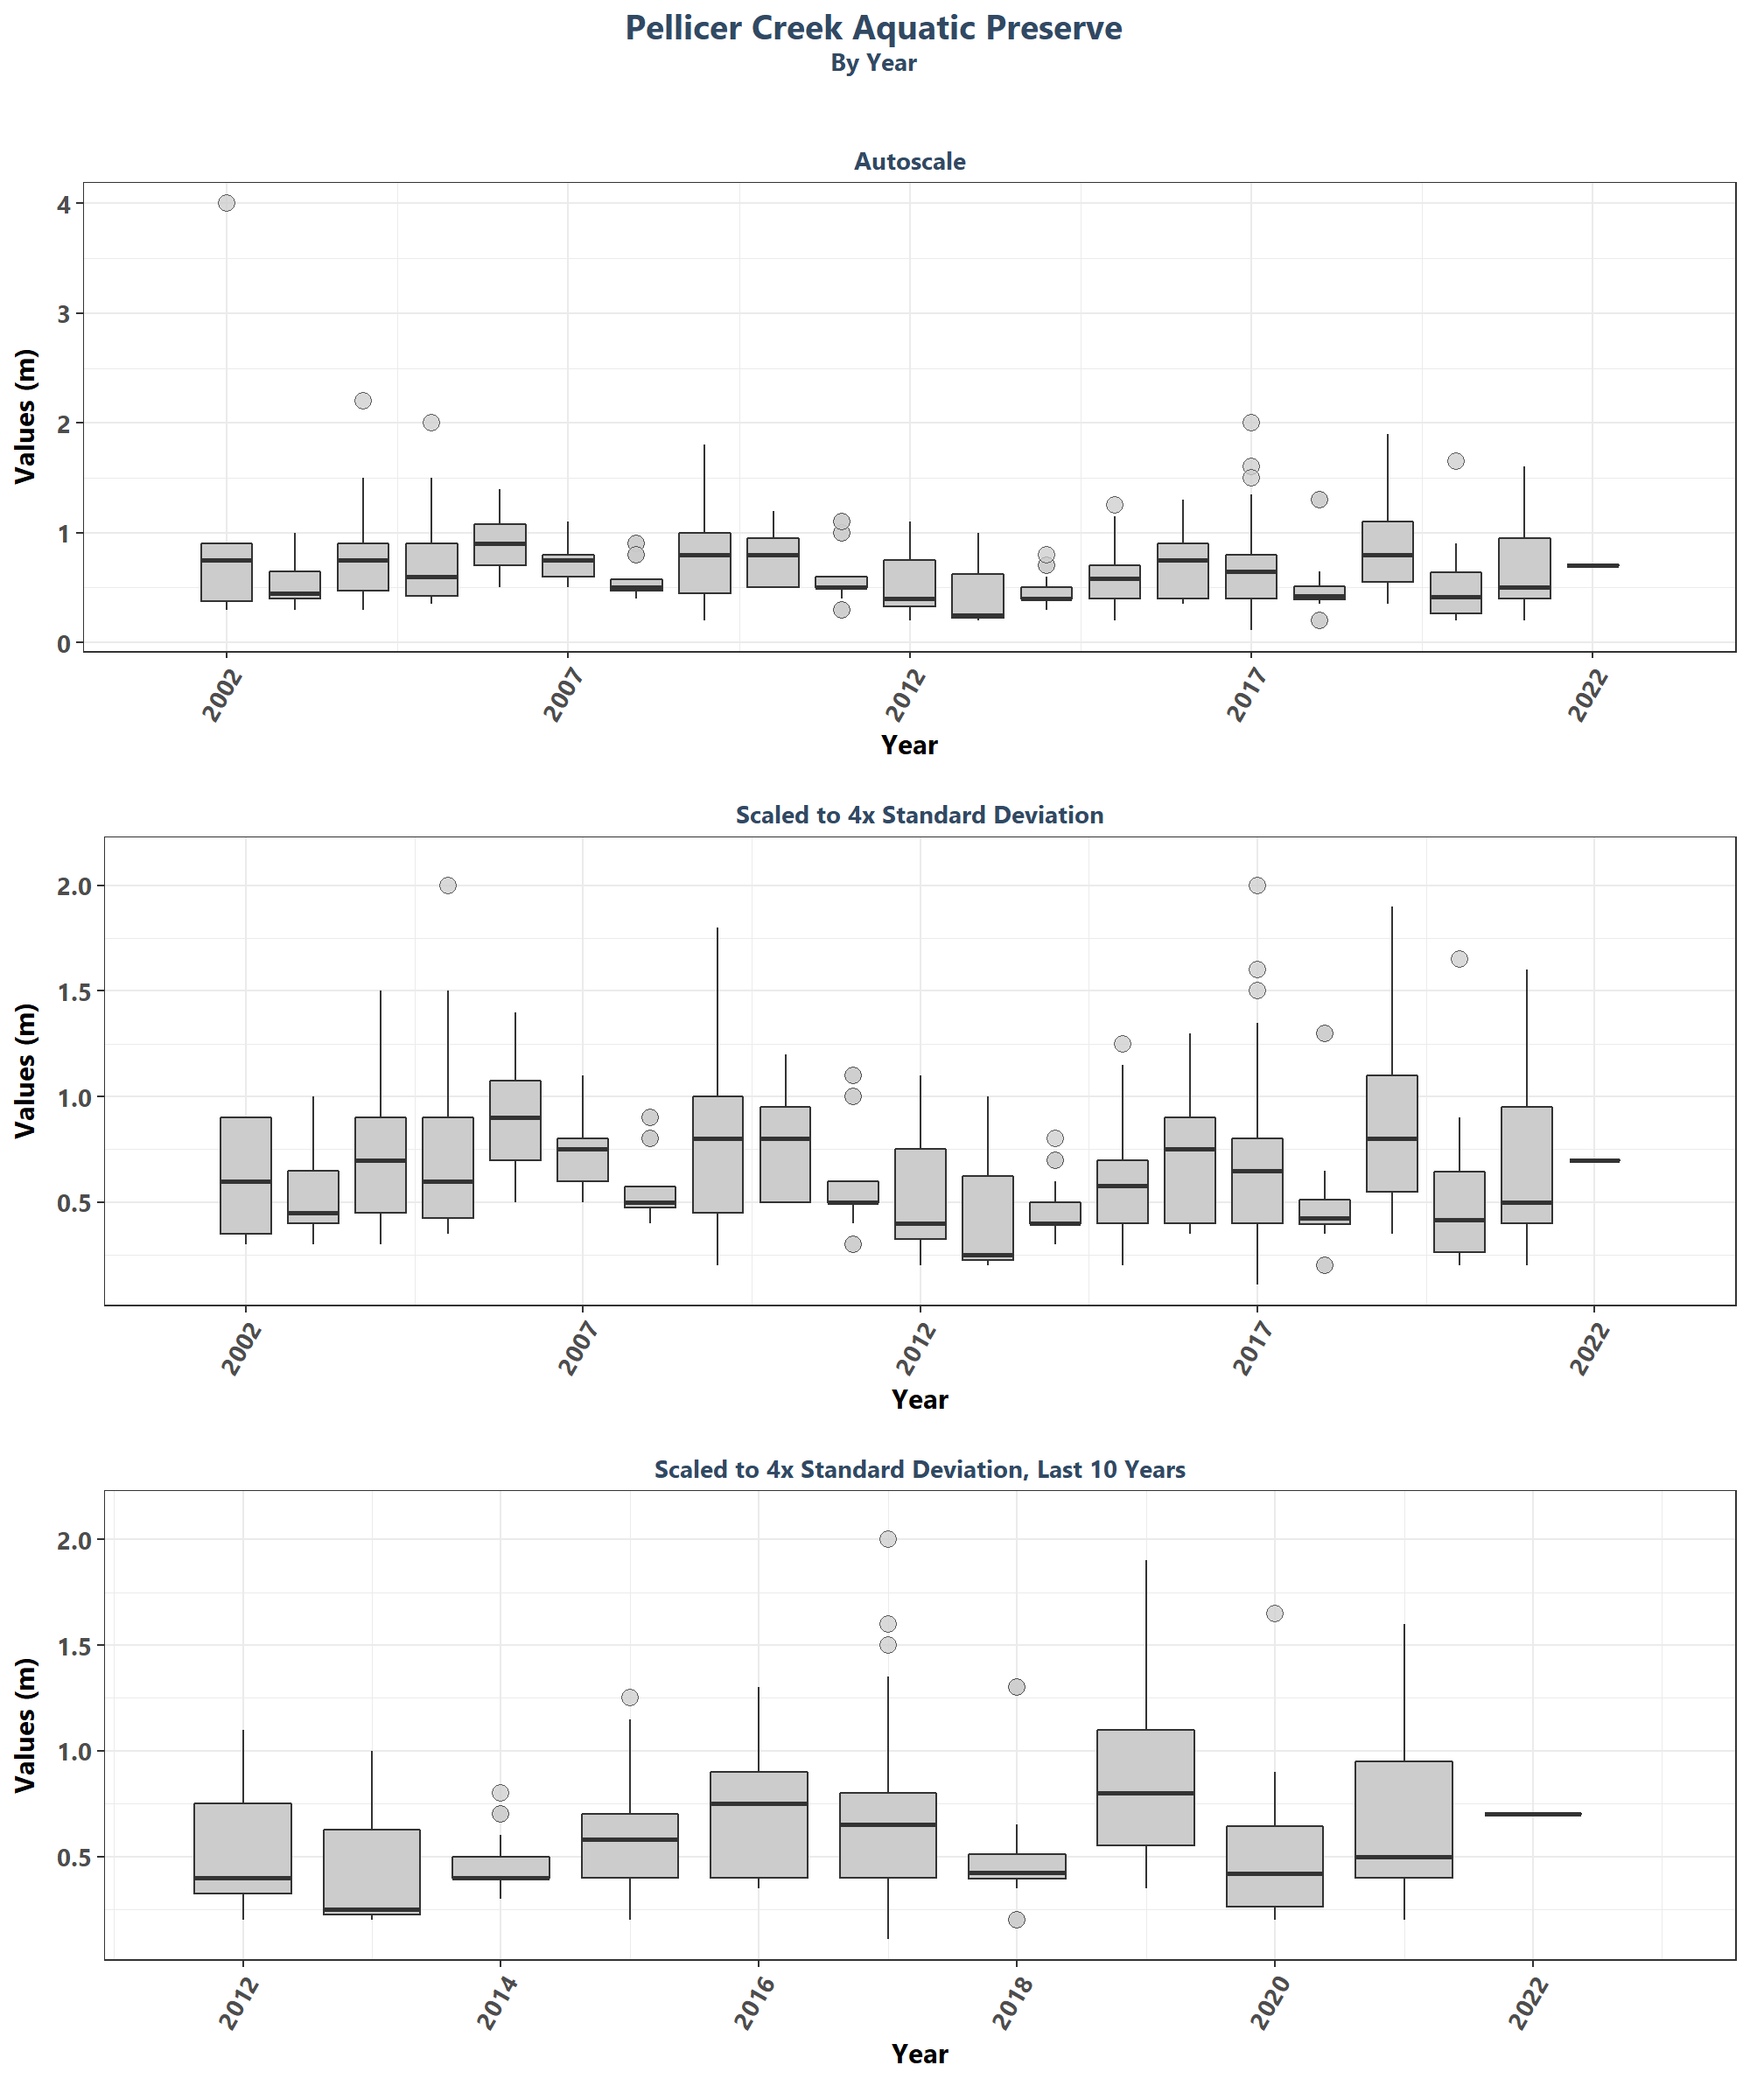 Pellicer Creek Aquatic Preserve
By Year
Autoscale
Values (m)
4
3
2
1
0
2002 2007 2012 2017 2022
Year
Scaled to 4x Standard Deviation
Values (m)
2.0
1.5
1.0
0.5
2002 2007 2012 2017 2022
Year
Scaled to 4x Standard Deviation, Last 10 Years
Values (m)
2.0
1.5
1.0
0.5
2012 2014 2016 2018 2020 2022
Year